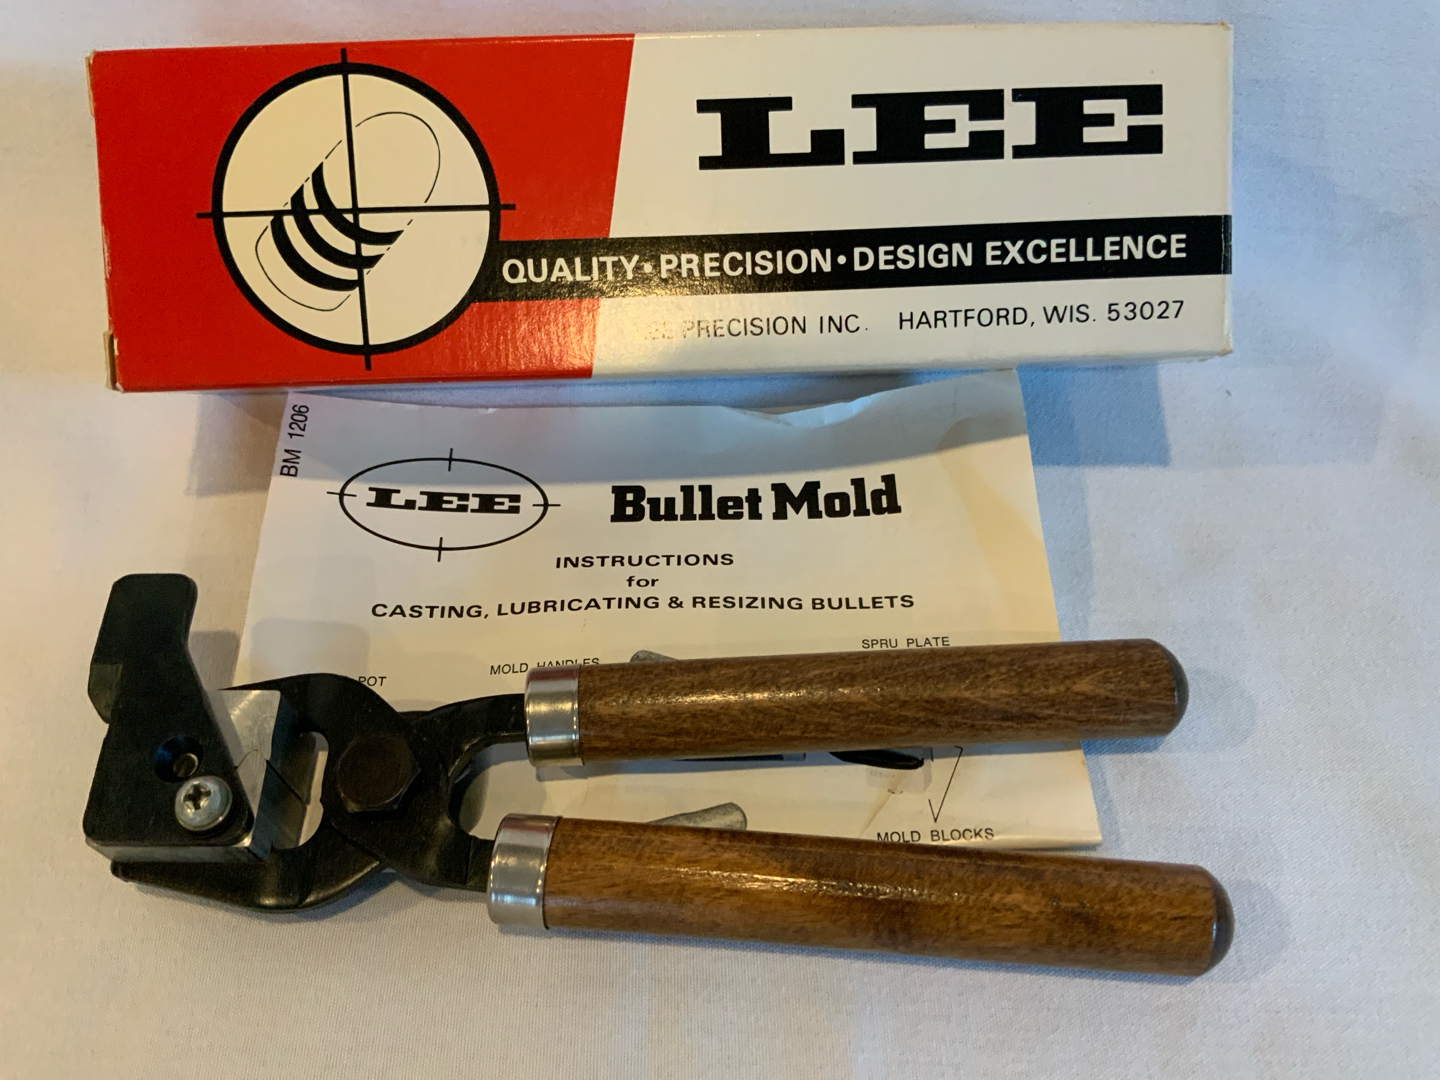 LEE
QUALITY • PRECISION • DESIGN EXCELLENCE
LEE PRECISION INC. HARTFORD, WIS. 53027
BM 1206
LEE
Bullet Mold
INSTRUCTIONS
for
CASTING, LUBRICATING & RESIZING BULLETS
SPRU PLATE
MOLD HANDLES
POT
MOLD BLOCKS